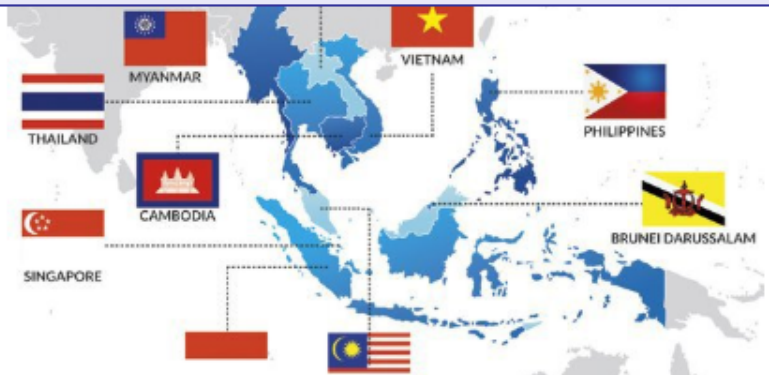 MYANMAR
VIETNAM
THAILAND
PHILIPPINES
CAMBODIA
BRUNEI DARUSSALAM
SINGAPORE